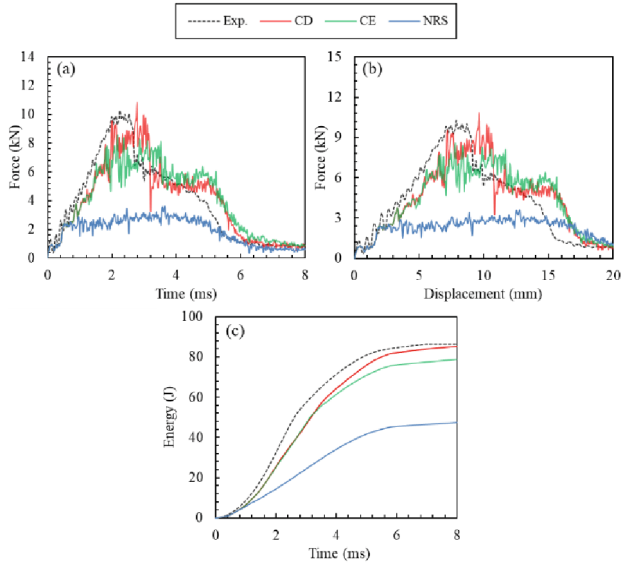 Exp. CD CE NRS
(a)
14
12
10
8
6
4
2
0
Force (kN)
0 2 4 6 8
Time (ms)
(b)
15
12
9
6
3
0
Force (kN)
0 5 10 15 20
Displacement (mm)
(c)
100
80
60
40
20
0
Energy (J)
0 2 4 6 8
Time (ms)